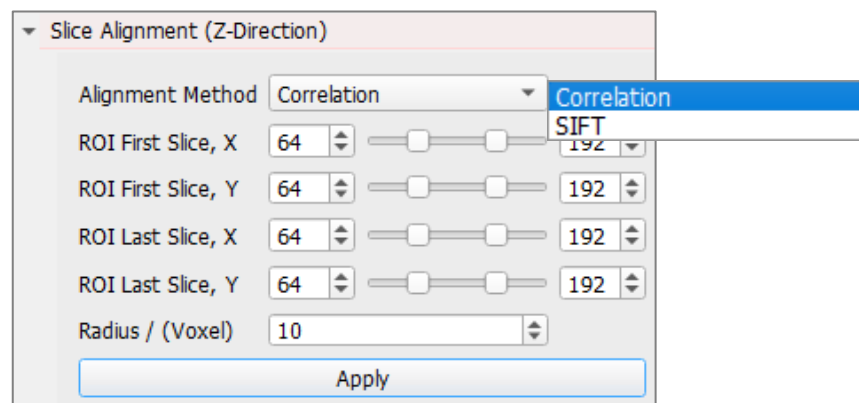 Slice Alignment (Z-Direction)
Alignment Method Correlation Correlation
SIFT
ROI First Slice, X 64 192
ROI First Slice, Y 64 192
ROI Last Slice, X 64 192
ROI Last Slice, Y 64 192
Radius / (Voxel) 10
Apply